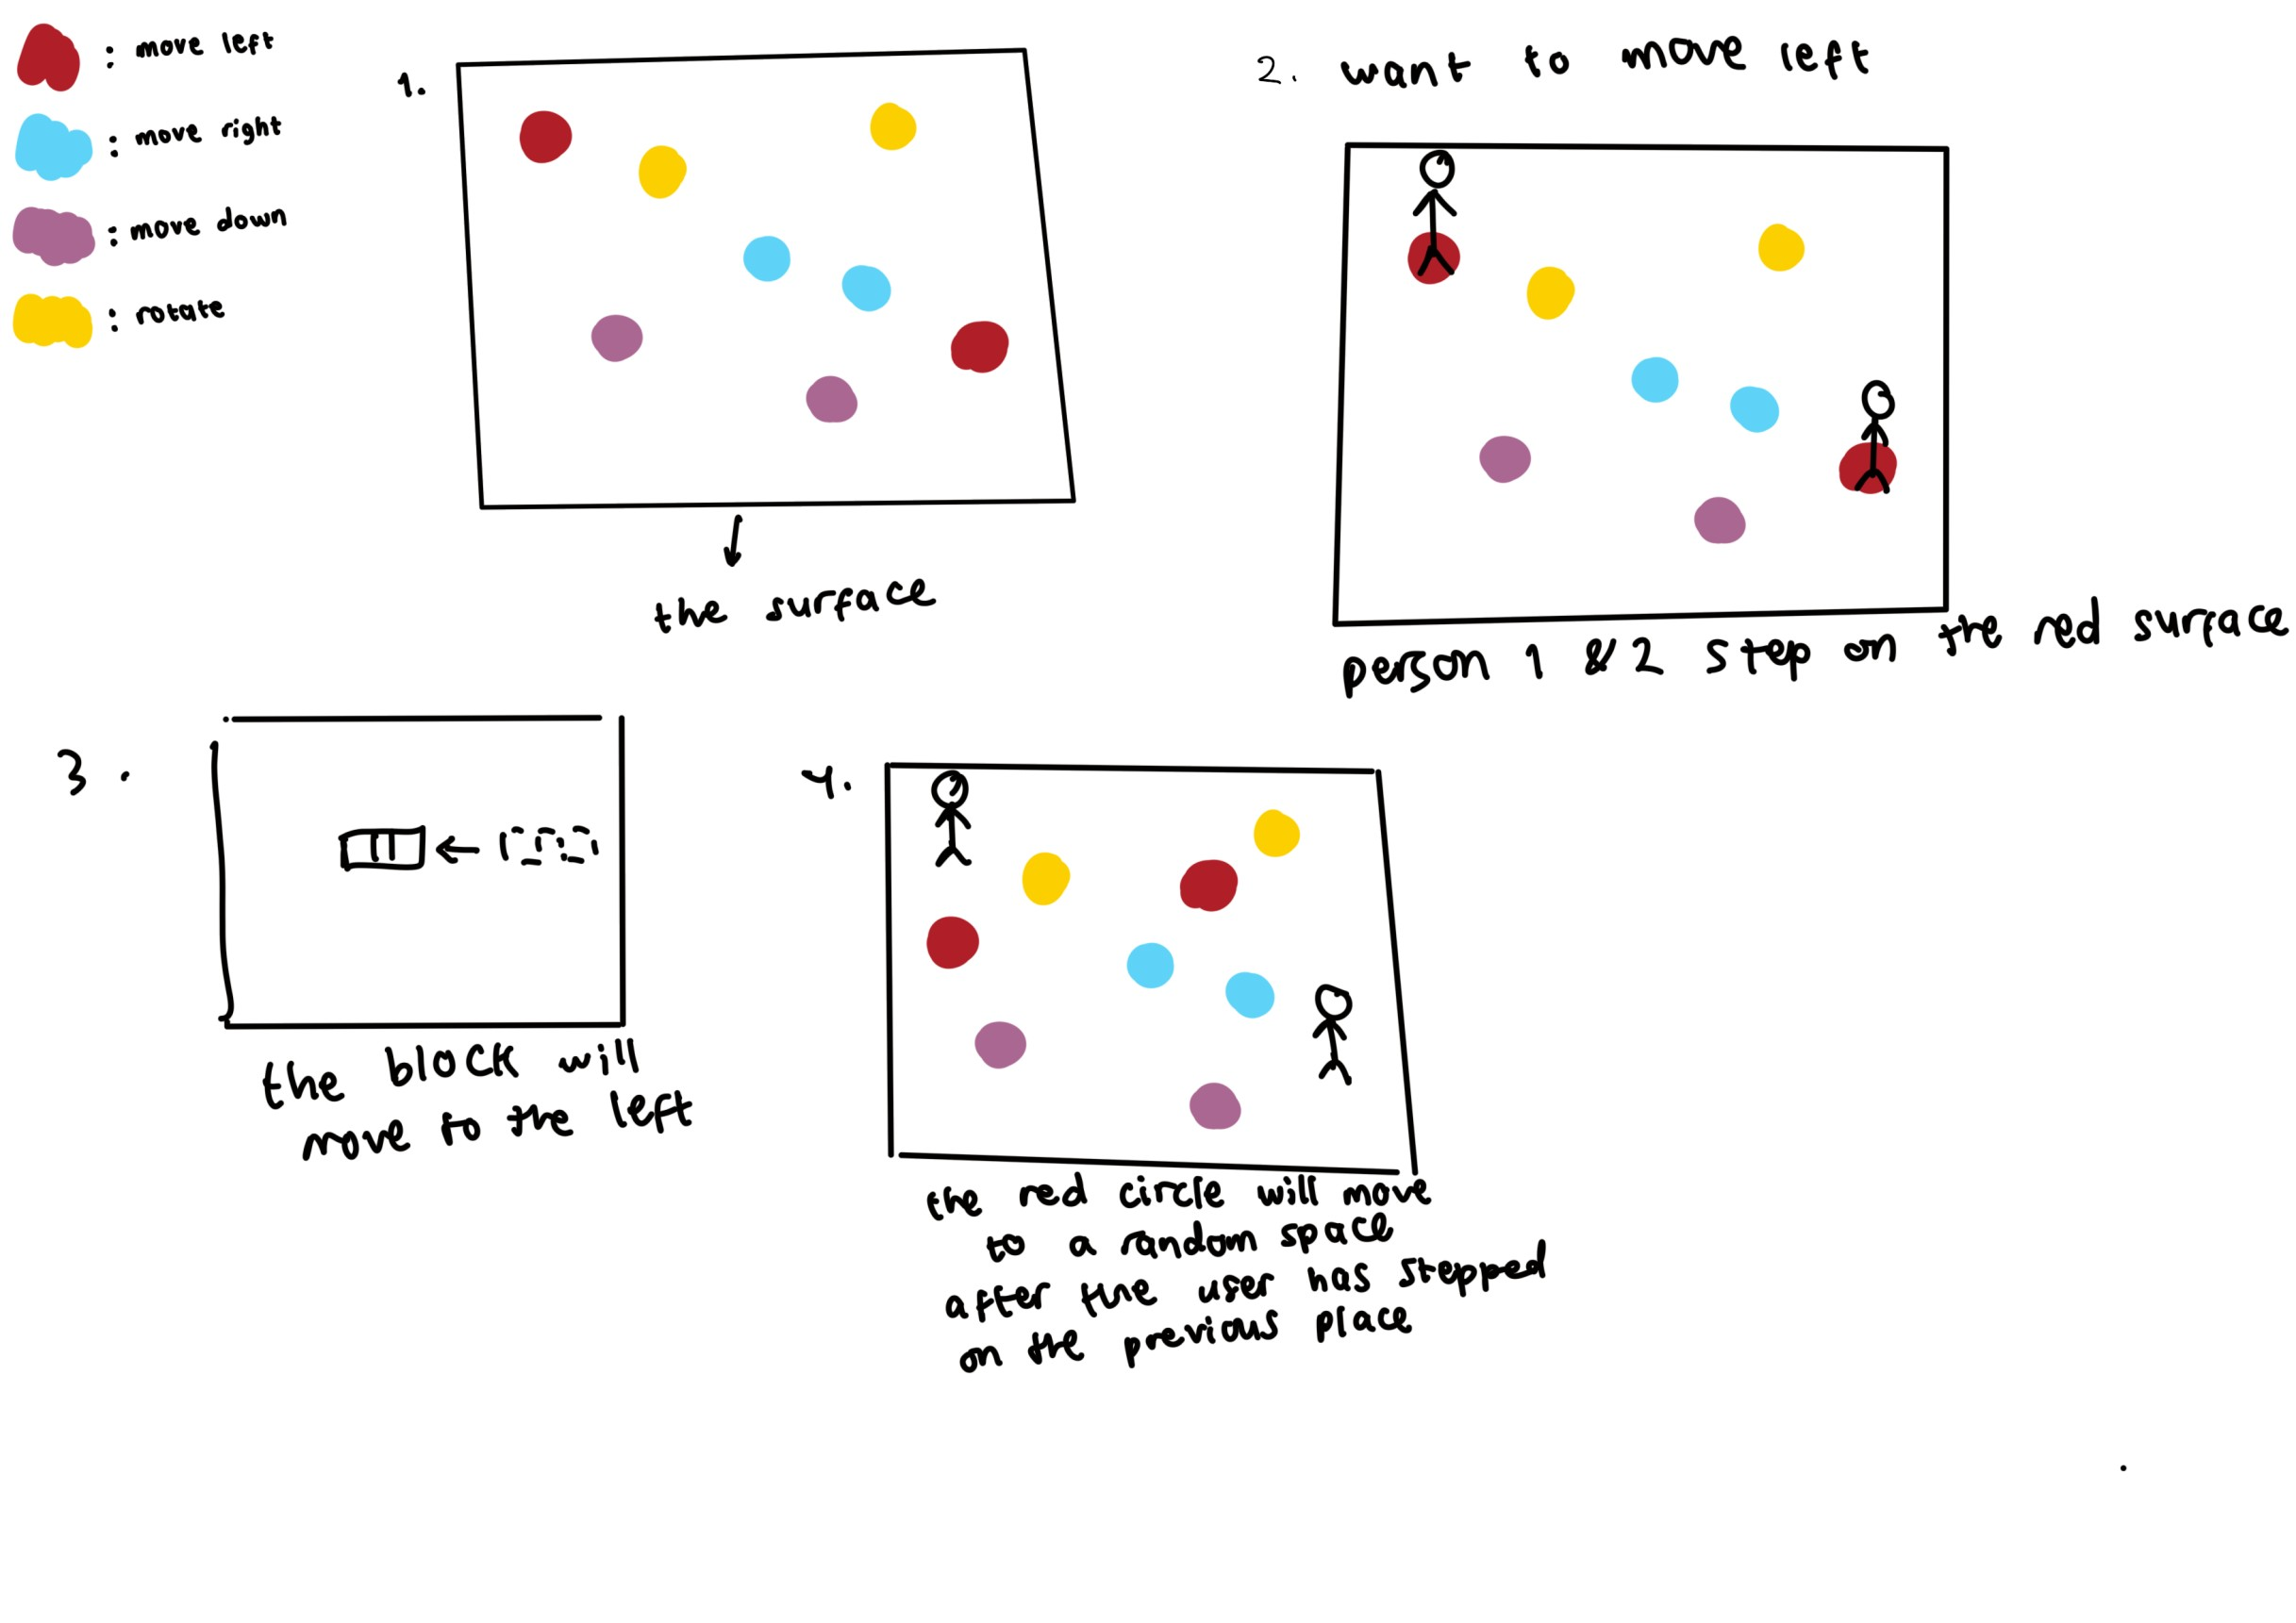 : move left
: move right
: move down
: rotate
1.
the surface
2. want to move left
person 1 & 2 step on the red surface
3.
the block will
move to the left
4.
the red circle will move
to a random space
after the user has stepped
on the previous place